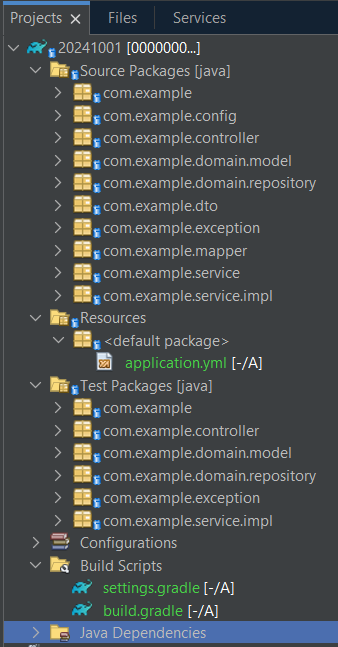 Projects Files Services
20241001 [0000000...]
Source Packages [java]
com.example
com.example.config
com.example.controller
com.example.domain.model
com.example.domain.repository
com.example.dto
com.example.exception
com.example.mapper
com.example.service
com.example.service.impl
Resources
<default package>
application.yml [-/A]
Test Packages [java]
com.example
com.example.controller
com.example.domain.model
com.example.domain.repository
com.example.exception
com.example.service.impl
Configurations
Build Scripts
settings.gradle [-/A]
build.gradle [-/A]
Java Dependencies